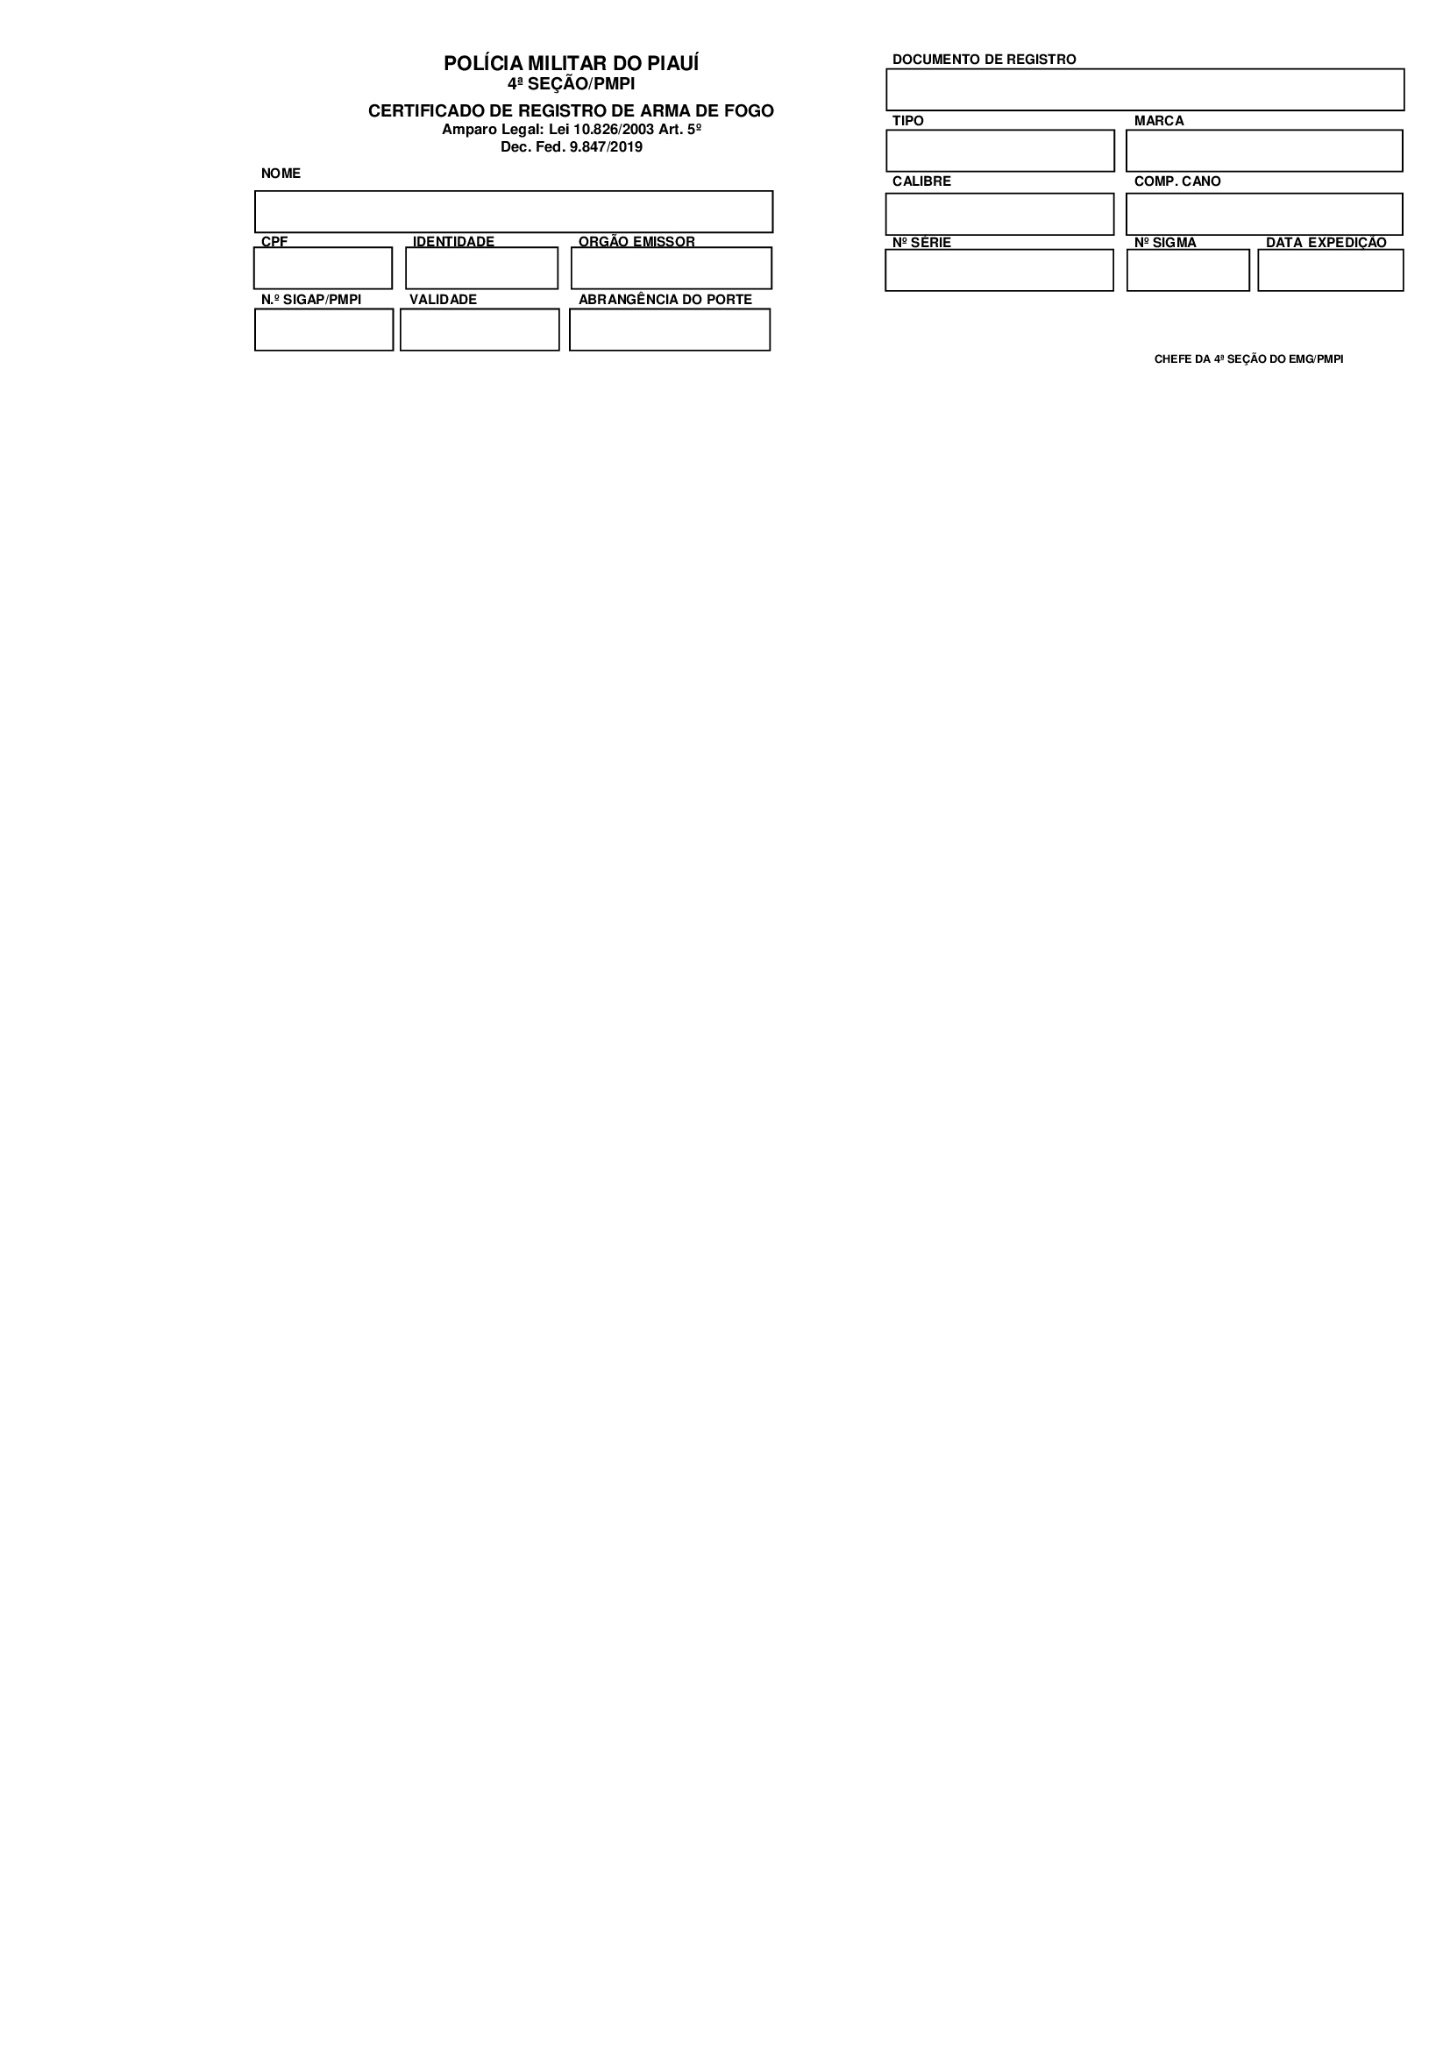 POLÍCIA MILITAR DO PIAUÍ
4ª SEÇÃO/PMPI
CERTIFICADO DE REGISTRO DE ARMA DE FOGO
Amparo Legal: Lei 10.826/2003 Art. 5º
Dec. Fed. 9.847/2019
NOME
CPF IDENTIDADE ORGÃO EMISSOR
N.º SIGAP/PMPI VALIDADE ABRANGÊNCIA DO PORTE
DOCUMENTO DE REGISTRO
TIPO MARCA
CALIBRE COMP. CANO
Nº SÉRIE Nº SIGMA DATA EXPEDIÇÃO
CHEFE DA 4ª SEÇÃO DO EMG/PMPI